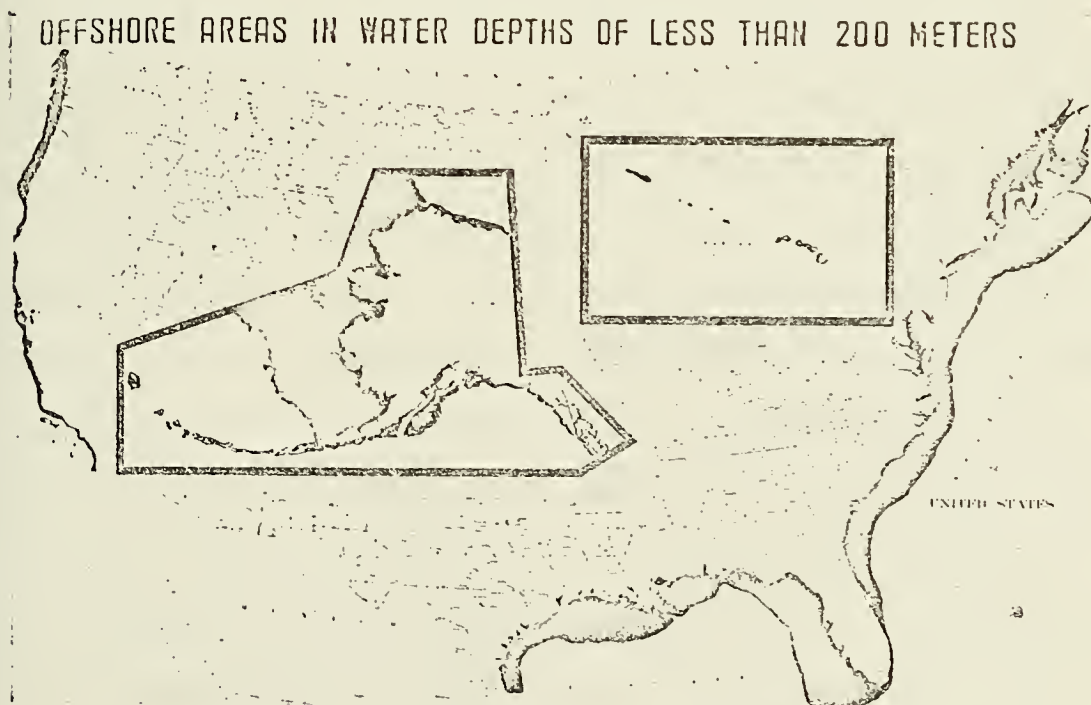 OFFSHORE AREAS IN WATER DEPTHS OF LESS THAN 200 METERS
UNITED STATES